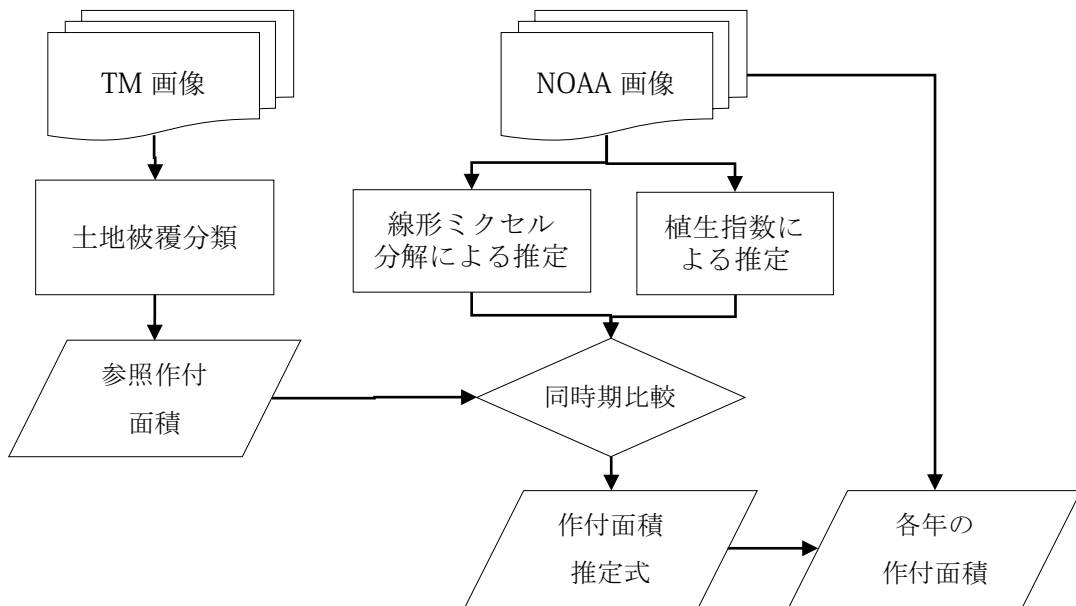 TM 画像
NOAA 画像
土地被覆分類
線形ミクセル
分解による推定
植生指数に
よる推定
参照作付
面積
同時期比較
作付面積
推定式
各年の
作付面積